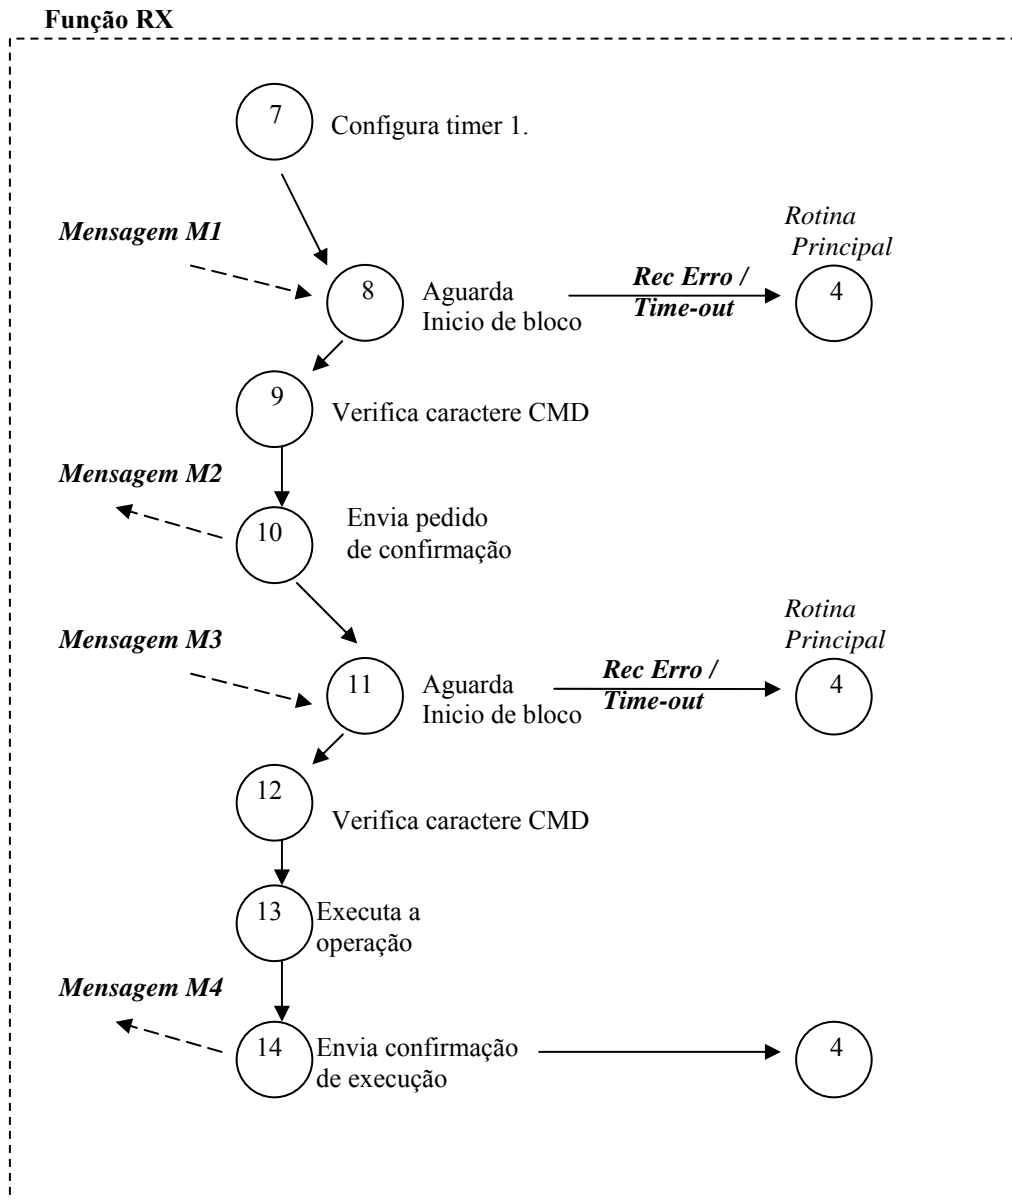 Função RX
7
Configura timer 1.
Mensagem M1
Rotina
Principal
8
Aguarda
Inicio de bloco
Rec Erro /
Time-out
4
9
Verifica caractere CMD
Mensagem M2
10
Envia pedido
de confirmação
Mensagem M3
Rotina
Principal
11
Aguarda
Inicio de bloco
Rec Erro /
Time-out
4
12
Verifica caractere CMD
13
Executa a
operação
Mensagem M4
14
Envia confirmação
de execução
4